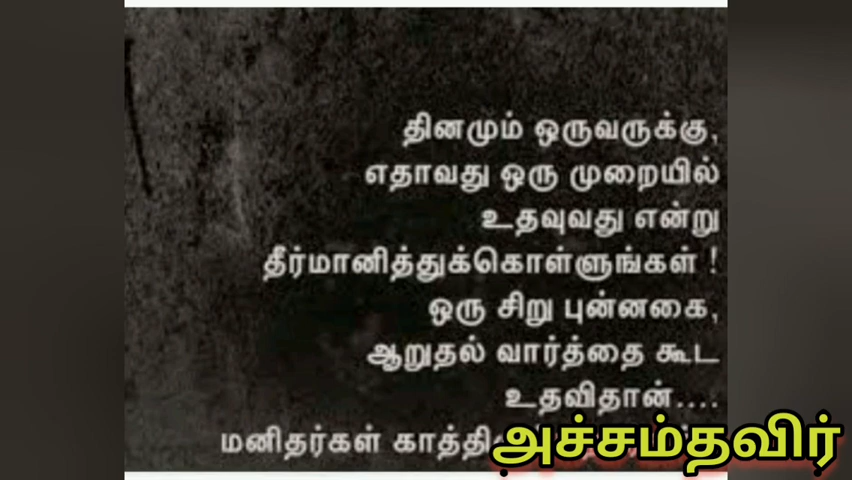 தினமும் ஒருவருக்கு,
எதாவது ஒரு முறையில்
உதவுவது என்று
தீர்மானித்துக்கொள்ளுங்கள் !
ஒரு சிறு புன்னகை,
ஆறுதல் வார்த்தை கூட
உதவிதான்....
மனிதர்கள்
அச்சம்தவிர்